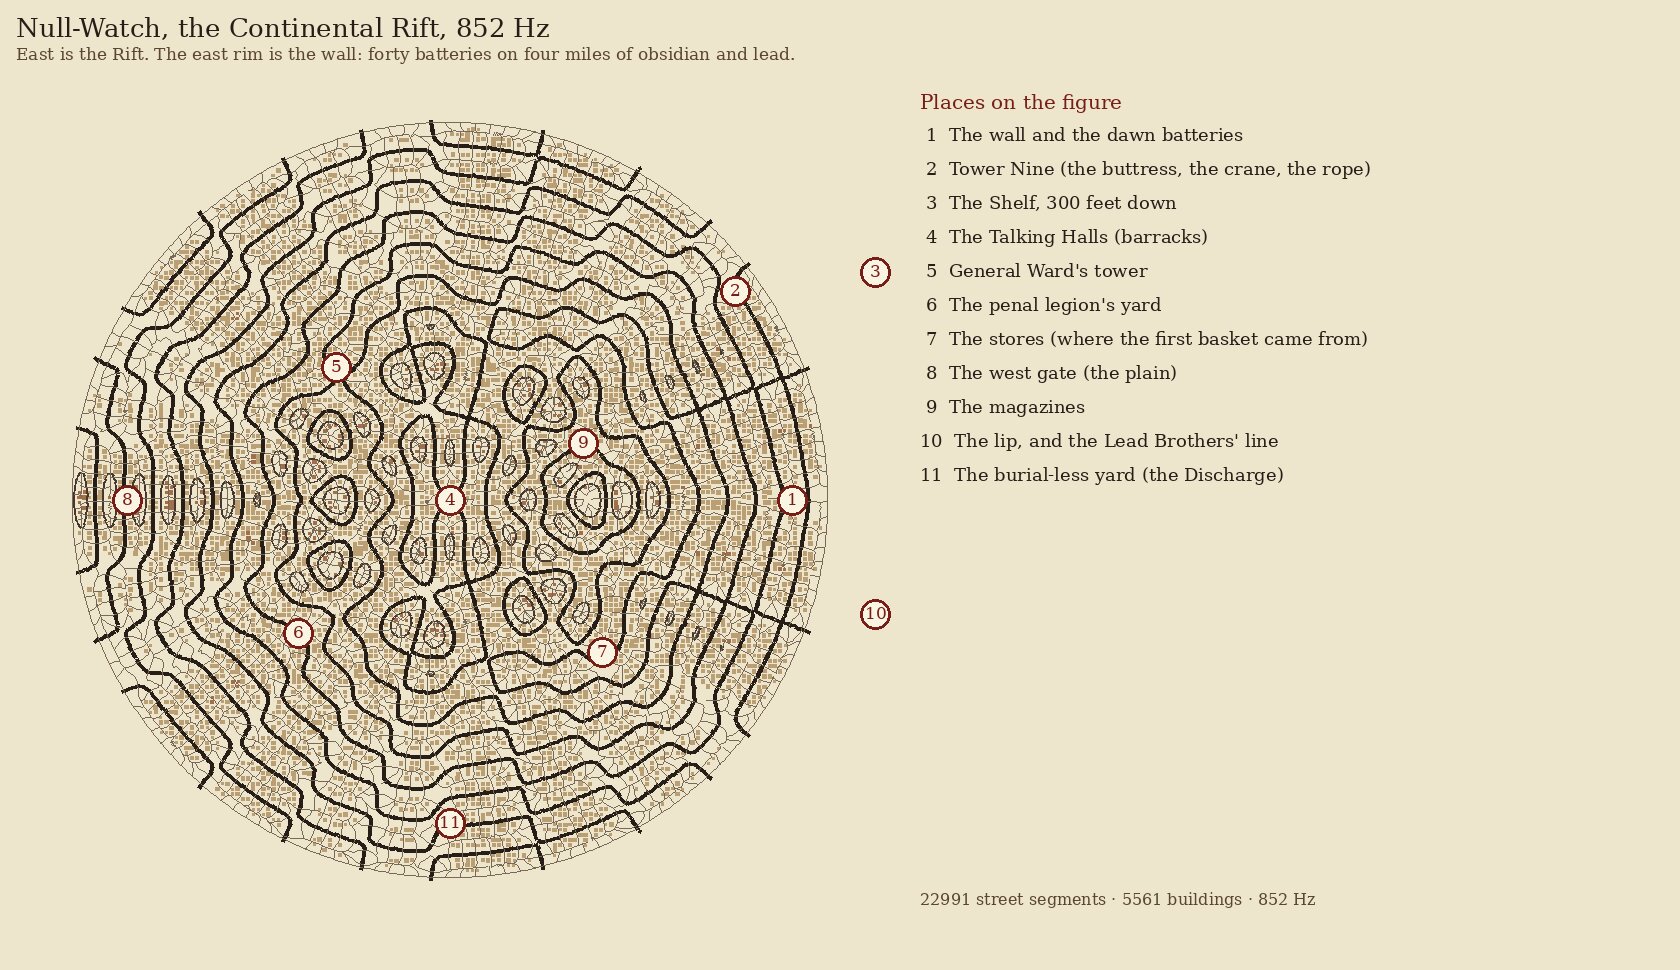 Null-Watch, the Continental Rift, 852 Hz
East is the Rift. The east rim is the wall: forty batteries on four miles of obsidian and lead.
Places on the figure
1 The wall and the dawn batteries
2 Tower Nine (the buttress, the crane, the rope)
3 The Shelf, 300 feet down
4 The Talking Halls (barracks)
5 General Ward's tower
6 The penal legion's yard
7 The stores (where the first basket came from)
8 The west gate (the plain)
9 The magazines
10 The lip, and the Lead Brothers' line
11 The burial-less yard (the Discharge)
3
2
5
9
8
4
1
10
6
7
11
22991 street segments · 5561 buildings · 852 Hz